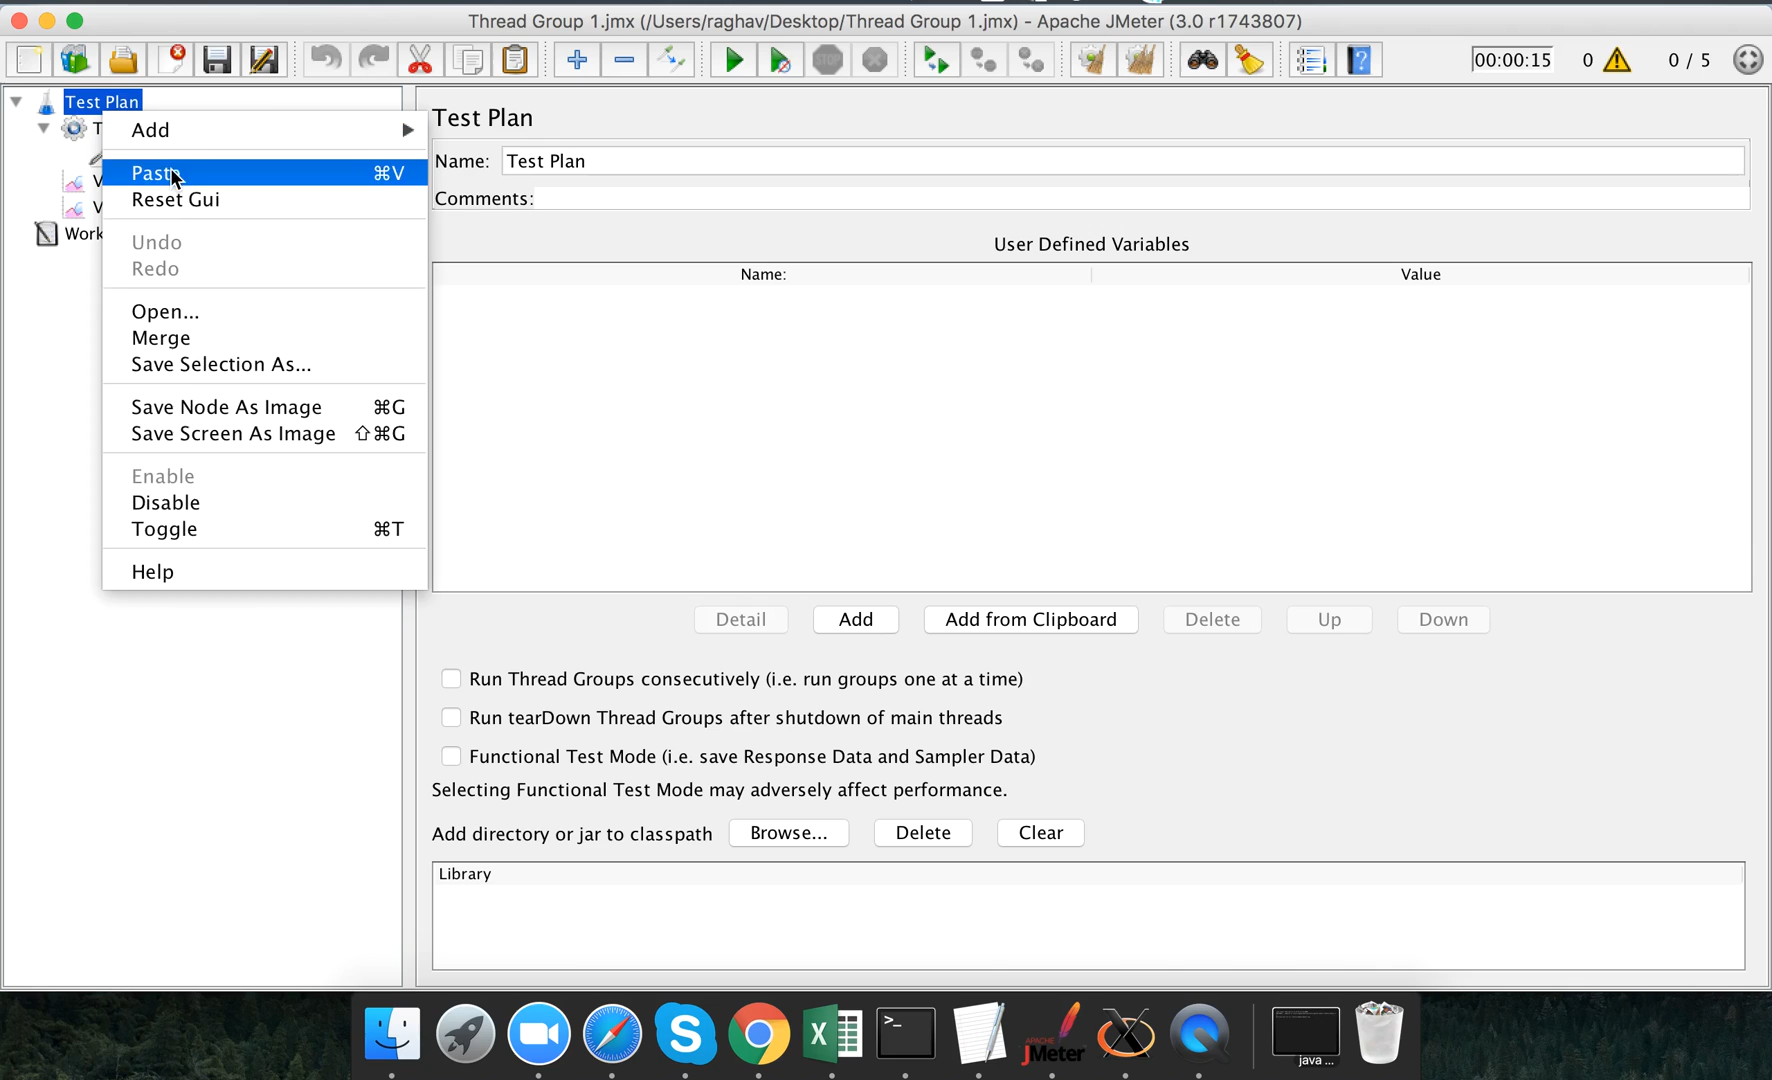 Thread Group 1.jmx (/Users/raghav/Desktop/Thread Group 1.jmx) - Apache JMeter (3.0 r1743807)
STOP
00:00:15 0 0 / 5
Test Plan
T
V
V
Work
Add
Paste ⌘V
Reset Gui
Undo
Redo
Open...
Merge
Save Selection As...
Save Node As Image ⌘G
Save Screen As Image ⇧⌘G
Enable
Disable
Toggle ⌘T
Help
Test Plan
Name: Test Plan
Comments:
User Defined Variables
Name: Value
Detail Add Add from Clipboard Delete Up Down
Run Thread Groups consecutively (i.e. run groups one at a time)
Run tearDown Thread Groups after shutdown of main threads
Functional Test Mode (i.e. save Response Data and Sampler Data)
Selecting Functional Test Mode may adversely affect performance.
Add directory or jar to classpath Browse... Delete Clear
Library
APACHE
JMeter
java ...